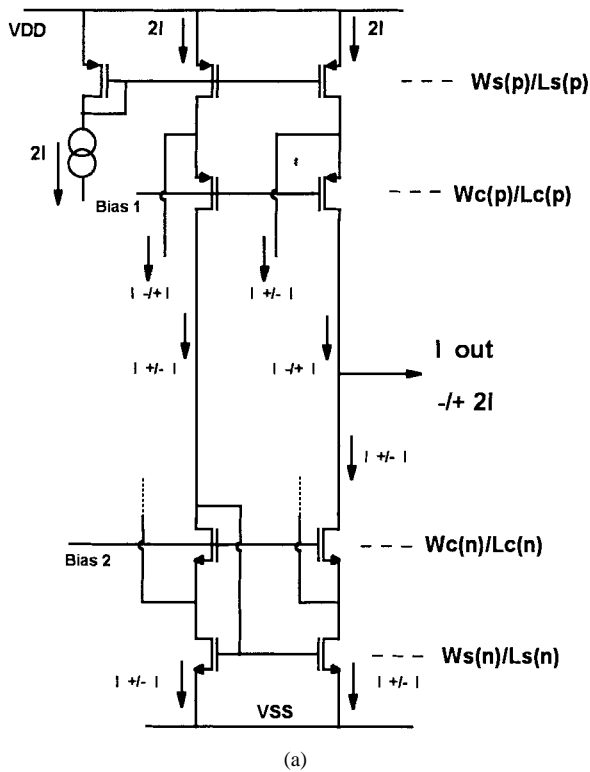 VDD
2I
2I
Ws(p)/Ls(p)
2I
Wc(p)/Lc(p)
Bias 1
I -/+ I
I +/- I
I +/- I
I -/+ I
I out
-/+ 2I
I +/- I
Wc(n)/Lc(n)
Bias 2
Ws(n)/Ls(n)
I +/- I
I +/- I
VSS
(a)